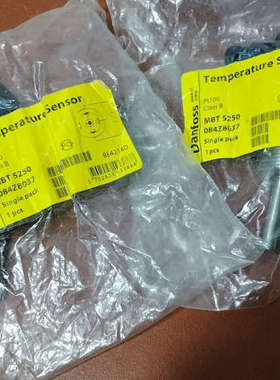 Temperature Sensor
MBT 5250
084Z8037
Single pack
1 pcs
Danfoss
Temperature Sensor
Pt100
Class B
MBT 5250
084Z8037
Single pack
1 pcs